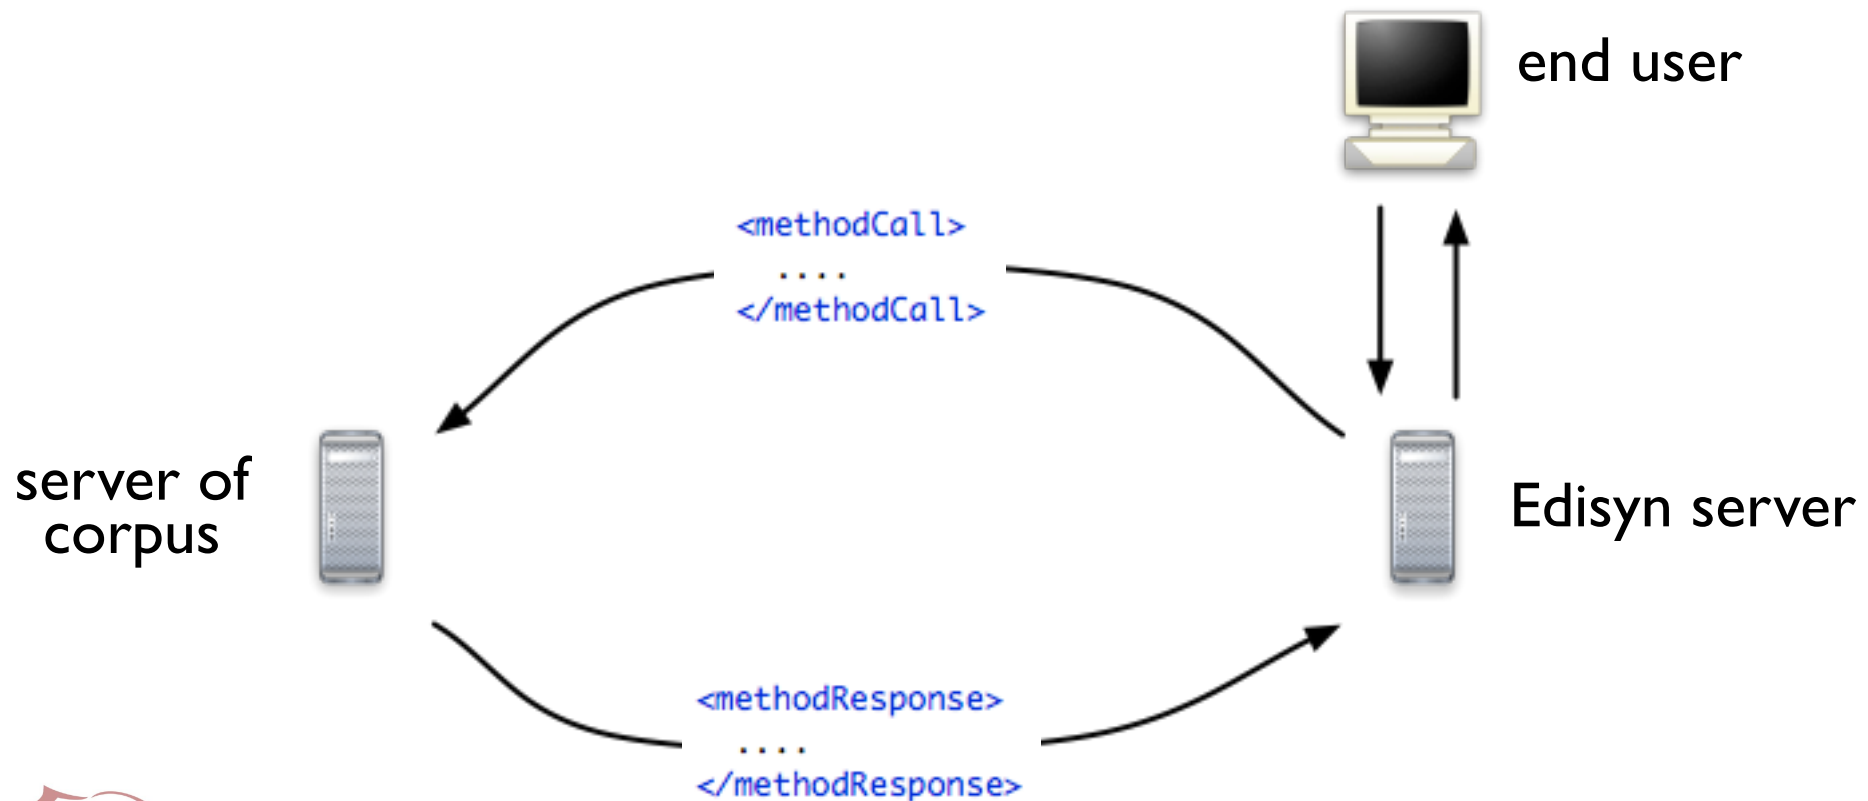 end user
<methodCall>
....
</methodCall>
server of
corpus
Edisyn server
<methodResponse>
....
</methodResponse>